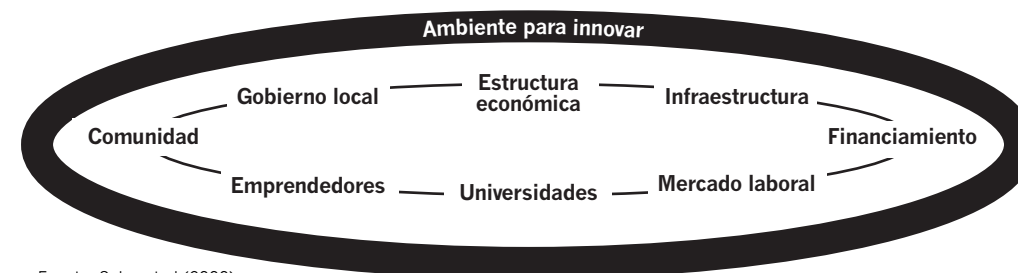 Ambiente para innovar
Estructura
económica
Gobierno local
Infraestructura
Comunidad
Financiamiento
Emprendedores
Universidades
Mercado laboral